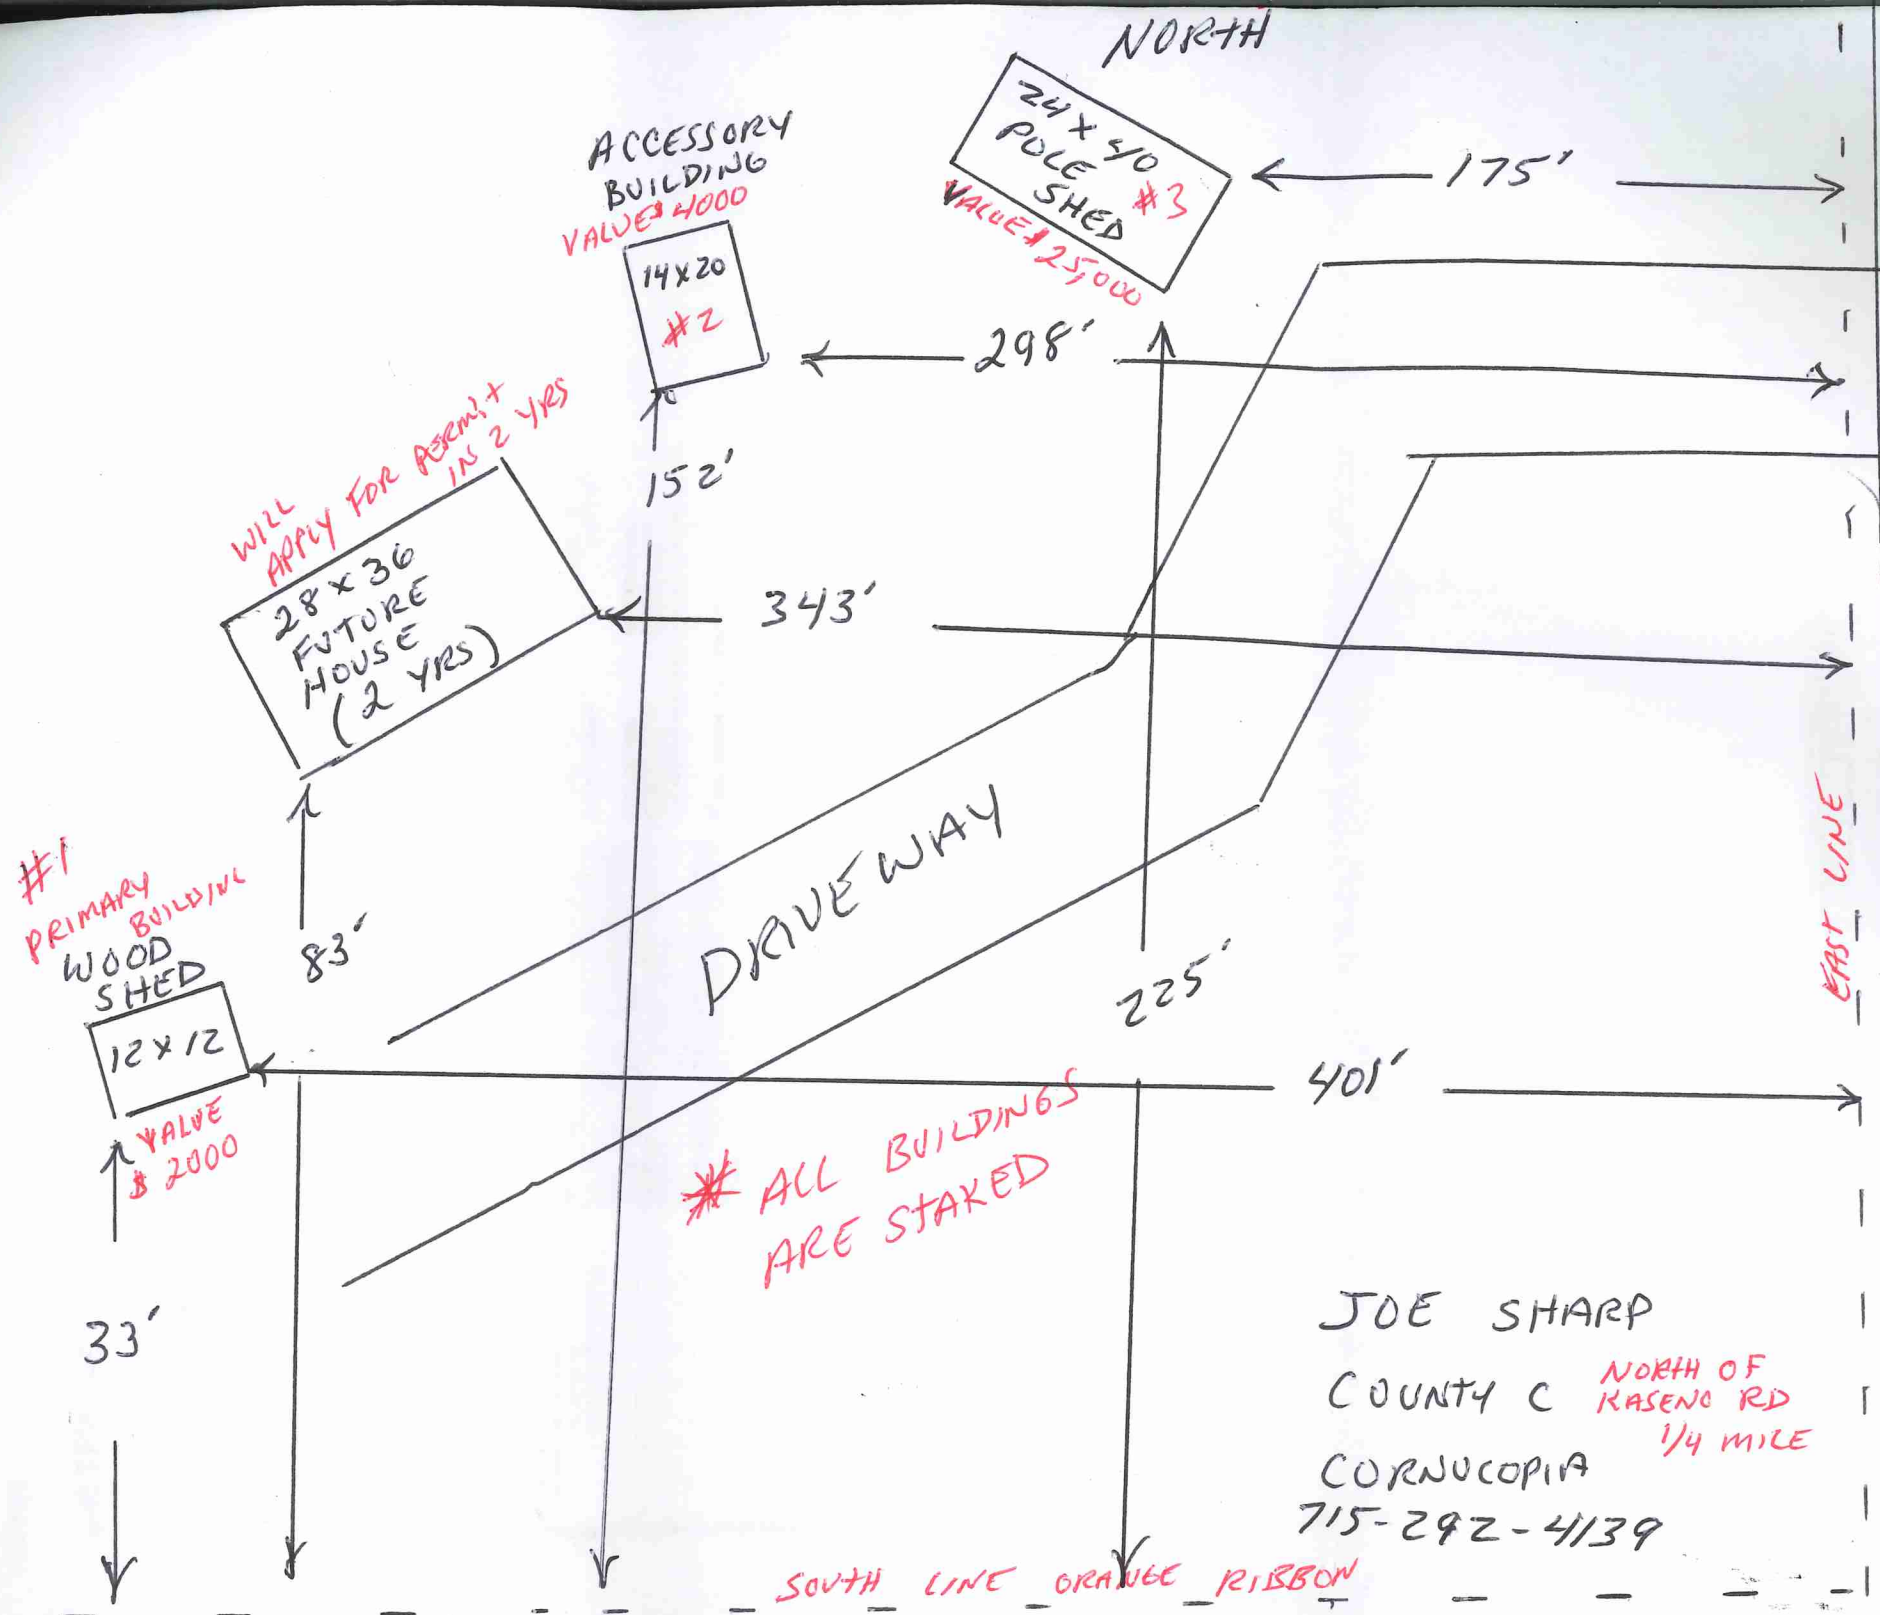 NORTH
24 X 40
POLE
SHED
#3
VALUE $ 25,000
175'
ACCESSORY
BUILDING
VALUE $ 4000
14 X 20
#2
298'
152'
WILL
APPLY FOR PERMIT
IN 2 YRS
28 X 36
FUTURE
HOUSE
(2 YRS)
343'
83'
DRIVEWAY
225'
EAST LINE
#1
PRIMARY
BUILDING
WOOD
SHED
12 X 12
VALUE
$ 2000
401'
* ALL BUILDINGS
ARE STAKED
33'
JOE SHARP
COUNTY C
NORTH OF
KASENO RD
1/4 MILE
CORNUCOPIA
715-292-4139
SOUTH LINE ORANGE RIBBON